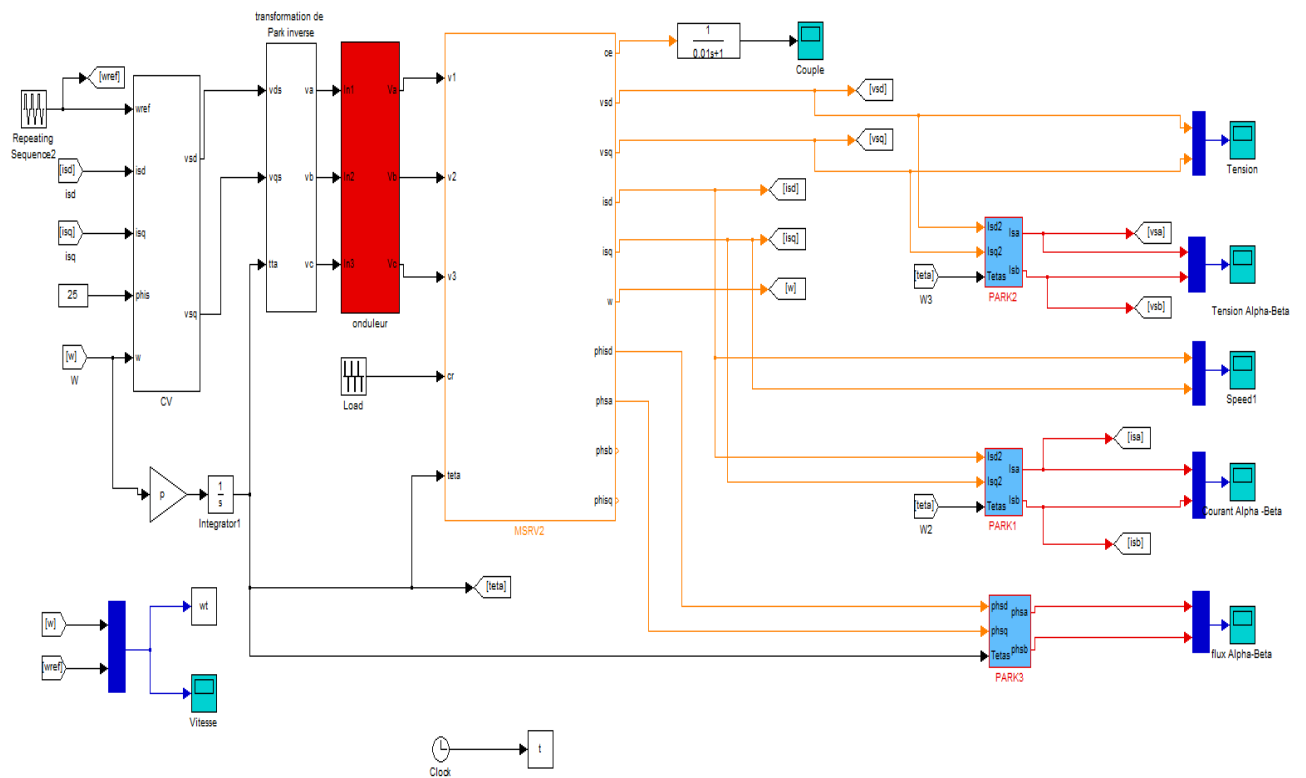 transformation de
Park inverse
[wref]
Repeating
Sequence2
[isd]
isd
[isq]
isq
25
[w]
W
wref
isd
isq
phis
w
vsd
vsq
CV
vds
vqs
tta
va
vb
vc
In1
In2
In3
Va
Vb
Vc
onduleur
Load
v1
v2
v3
cr
teta
ce
vsd
vsq
isd
isq
w
phisd
phsa
phsb
phisq
MSRV2
1
0.01s+1
Couple
[vsd]
[vsq]
[isd]
[isq]
[w]
Tension
Isd2
Isq2
Tetas
Isa
Isb
PARK2
[teta]
W3
[vsa]
[vsb]
Tension Alpha-Beta
Speed1
Isd2
Isq2
Tetas
Isa
Isb
PARK1
[teta]
W2
[isa]
[isb]
Courant Alpha -Beta
p
1
s
Integrator1
[teta]
phsd
phsq
Tetas
phsa
phsb
PARK3
flux Alpha-Beta
[w]
[wref]
wt
Vitesse
Clock
t